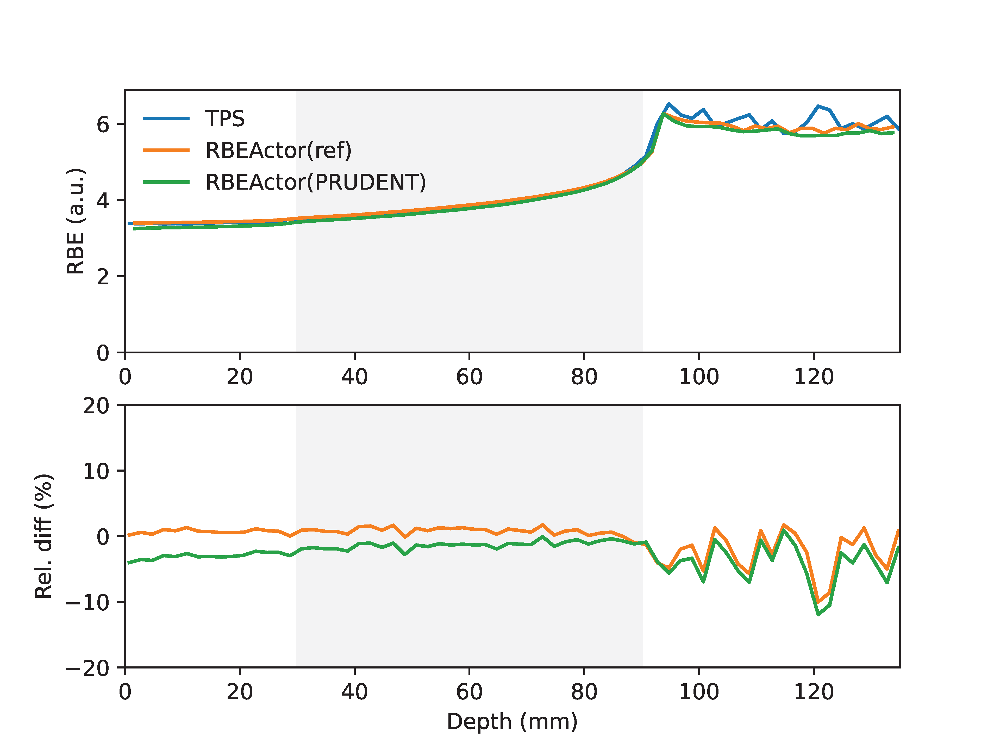 TPS
RBEActor(ref)
RBEActor(PRUDENT)
RBE (a.u.)
6
4
2
0
0 20 40 60 80 100 120
Rel. diff (%)
20
10
0
−10
−20
0 20 40 60 80 100 120
Depth (mm)